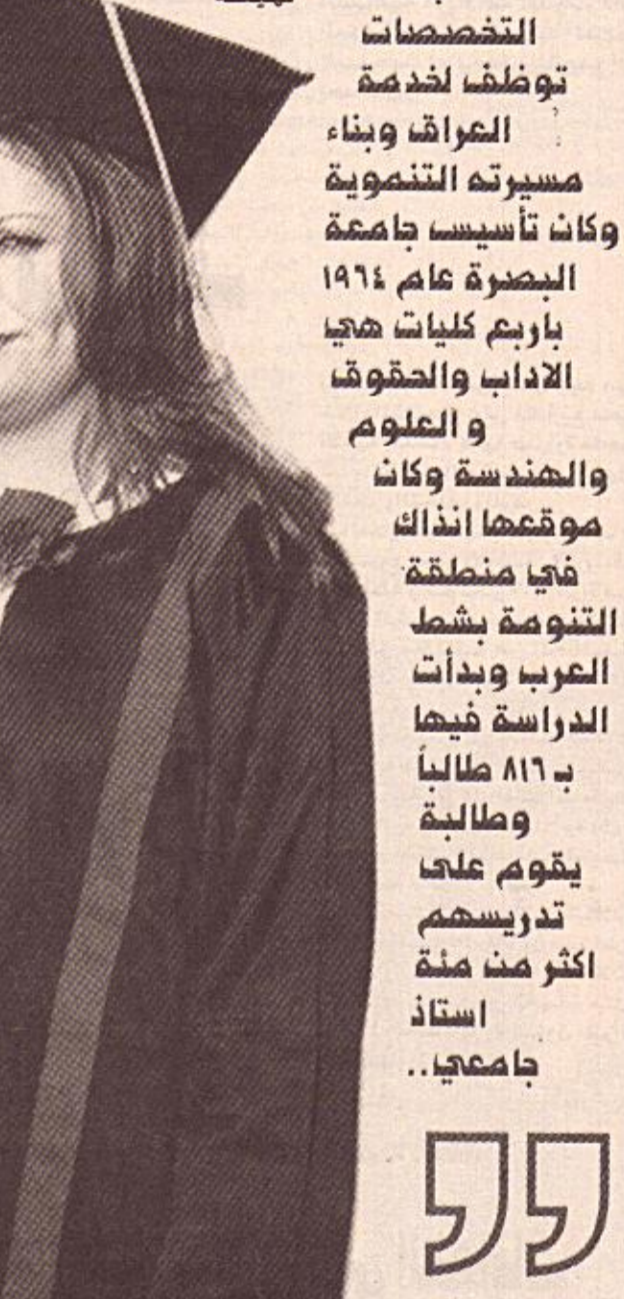 التخصصات
توظف لخدمة
العراق وبناء
مسيرته التنموية
وكان تأسيس جامعة
البصرة عام ١٩٦٤
باربع كليات هي
الاداب والحقوق
و العلوم
والهندسة وكان
موقعها انذاك
في منطقة
التنومة بشط
العرب وبدأت
الدراسة فيها
بـ ٨١٦ طالباً
وطالبة
يقوم على
تدريسهم
اكثر من مئة
استاذ
جامعي..